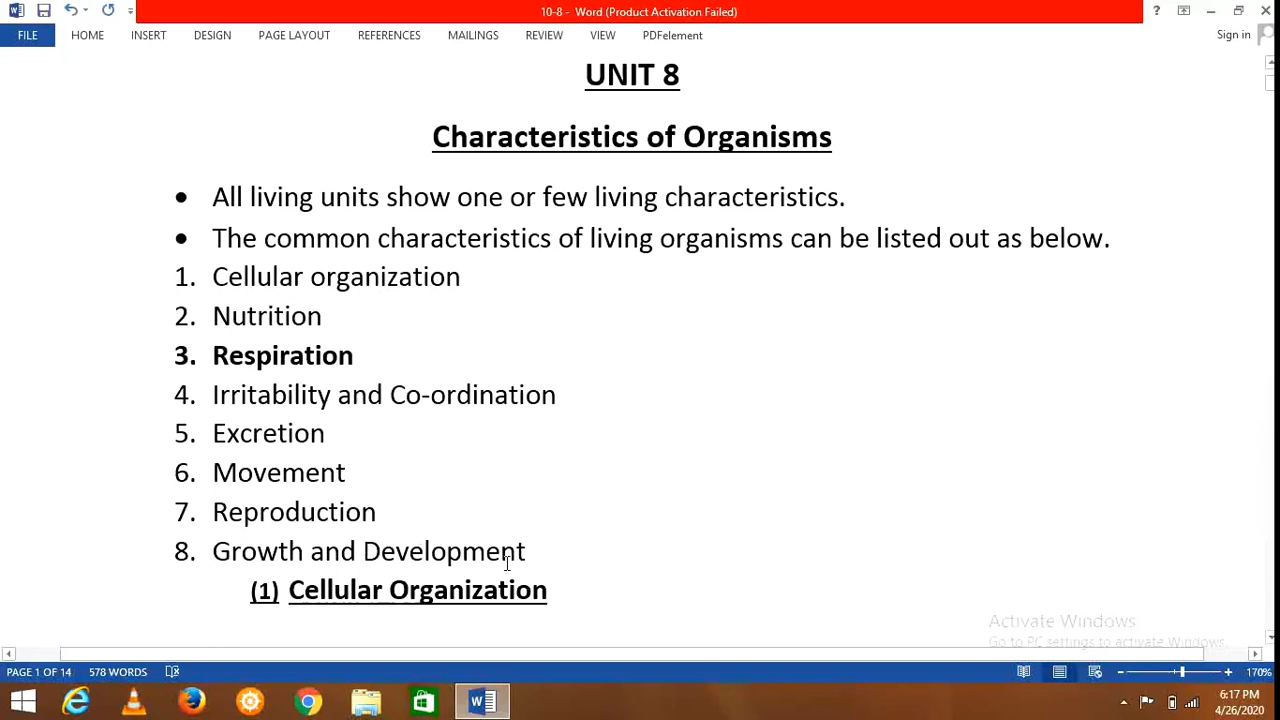 10-8 - Word (Product Activation Failed)
?
FILE HOME INSERT DESIGN PAGE LAYOUT REFERENCES MAILINGS REVIEW VIEW PDFelement Sign in
UNIT 8
Characteristics of Organisms
• All living units show one or few living characteristics.
• The common characteristics of living organisms can be listed out as below.
1. Cellular organization
2. Nutrition
3. Respiration
4. Irritability and Co-ordination
5. Excretion
6. Movement
7. Reproduction
8. Growth and Development
(1) Cellular Organization
Activate Windows
Go to PC settings to activate Windows.
PAGE 1 OF 14 578 WORDS 170%
6:17 PM
4/26/2020